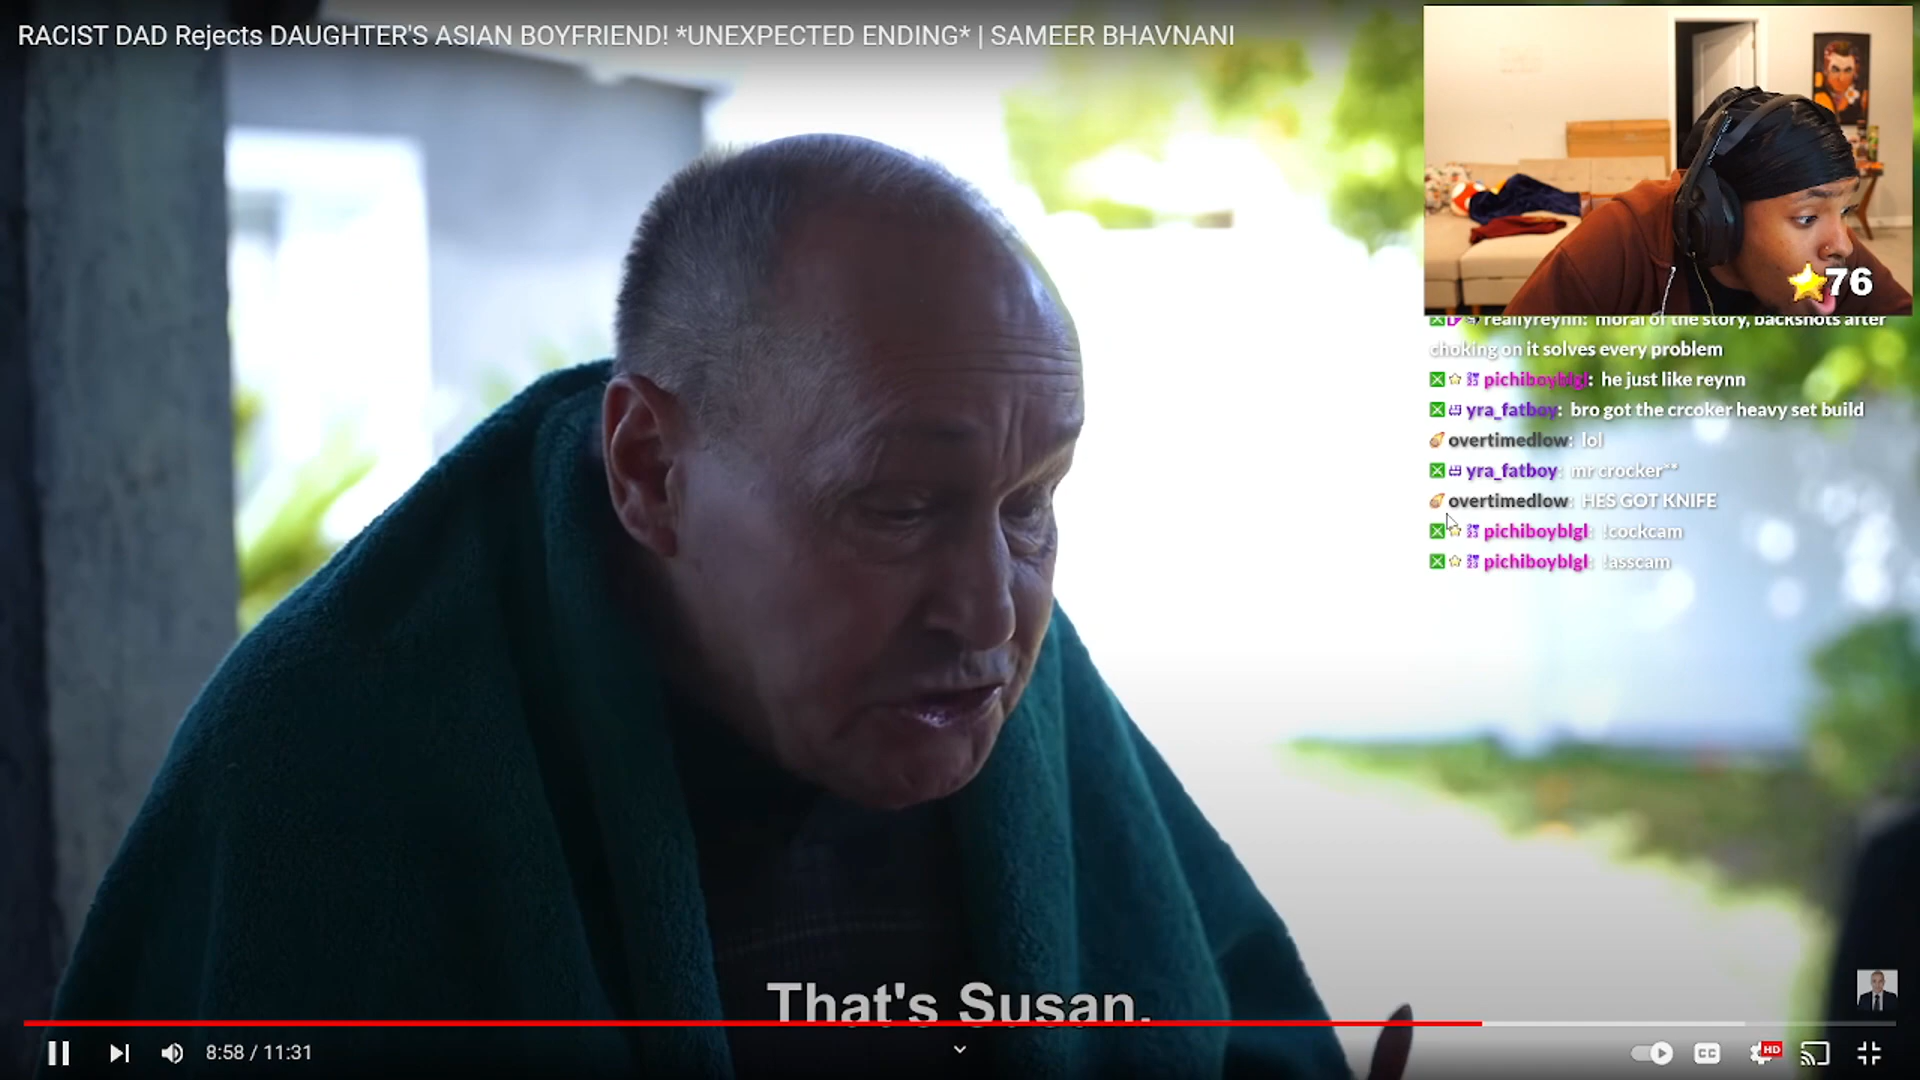 RACIST DAD Rejects DAUGHTER'S ASIAN BOYFRIEND! *UNEXPECTED ENDING* | SAMEER BHAVNANI
76
reallyreynn: moral of the story, backshots after
choking on it solves every problem
pichiboyblgl: he just like reynn
yra_fatboy: bro got the crcoker heavy set build
overtimedlow: lol
yra_fatboy: mr crocker**
overtimedlow: HES GOT KNIFE
pichiboyblgl: !cockcam
pichiboyblgl: !asscam
That's Susan.
8:58 / 11:31
CC
HD